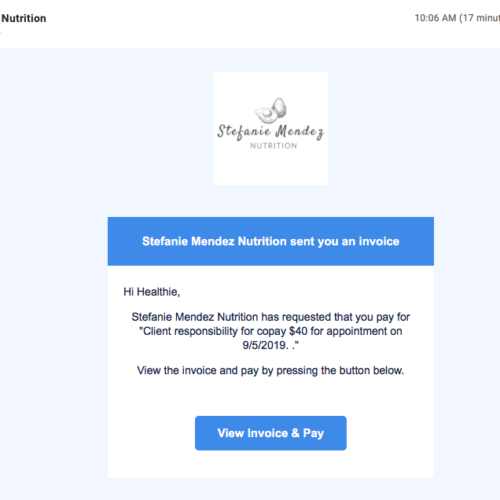 Nutrition 10:06 AM (17 minut
Stefanie Mendez
NUTRITION
Stefanie Mendez Nutrition sent you an invoice
Hi Healthie,
Stefanie Mendez Nutrition has requested that you pay for
"Client responsibility for copay $40 for appointment on
9/5/2019. ."
View the invoice and pay by pressing the button below.
View Invoice & Pay